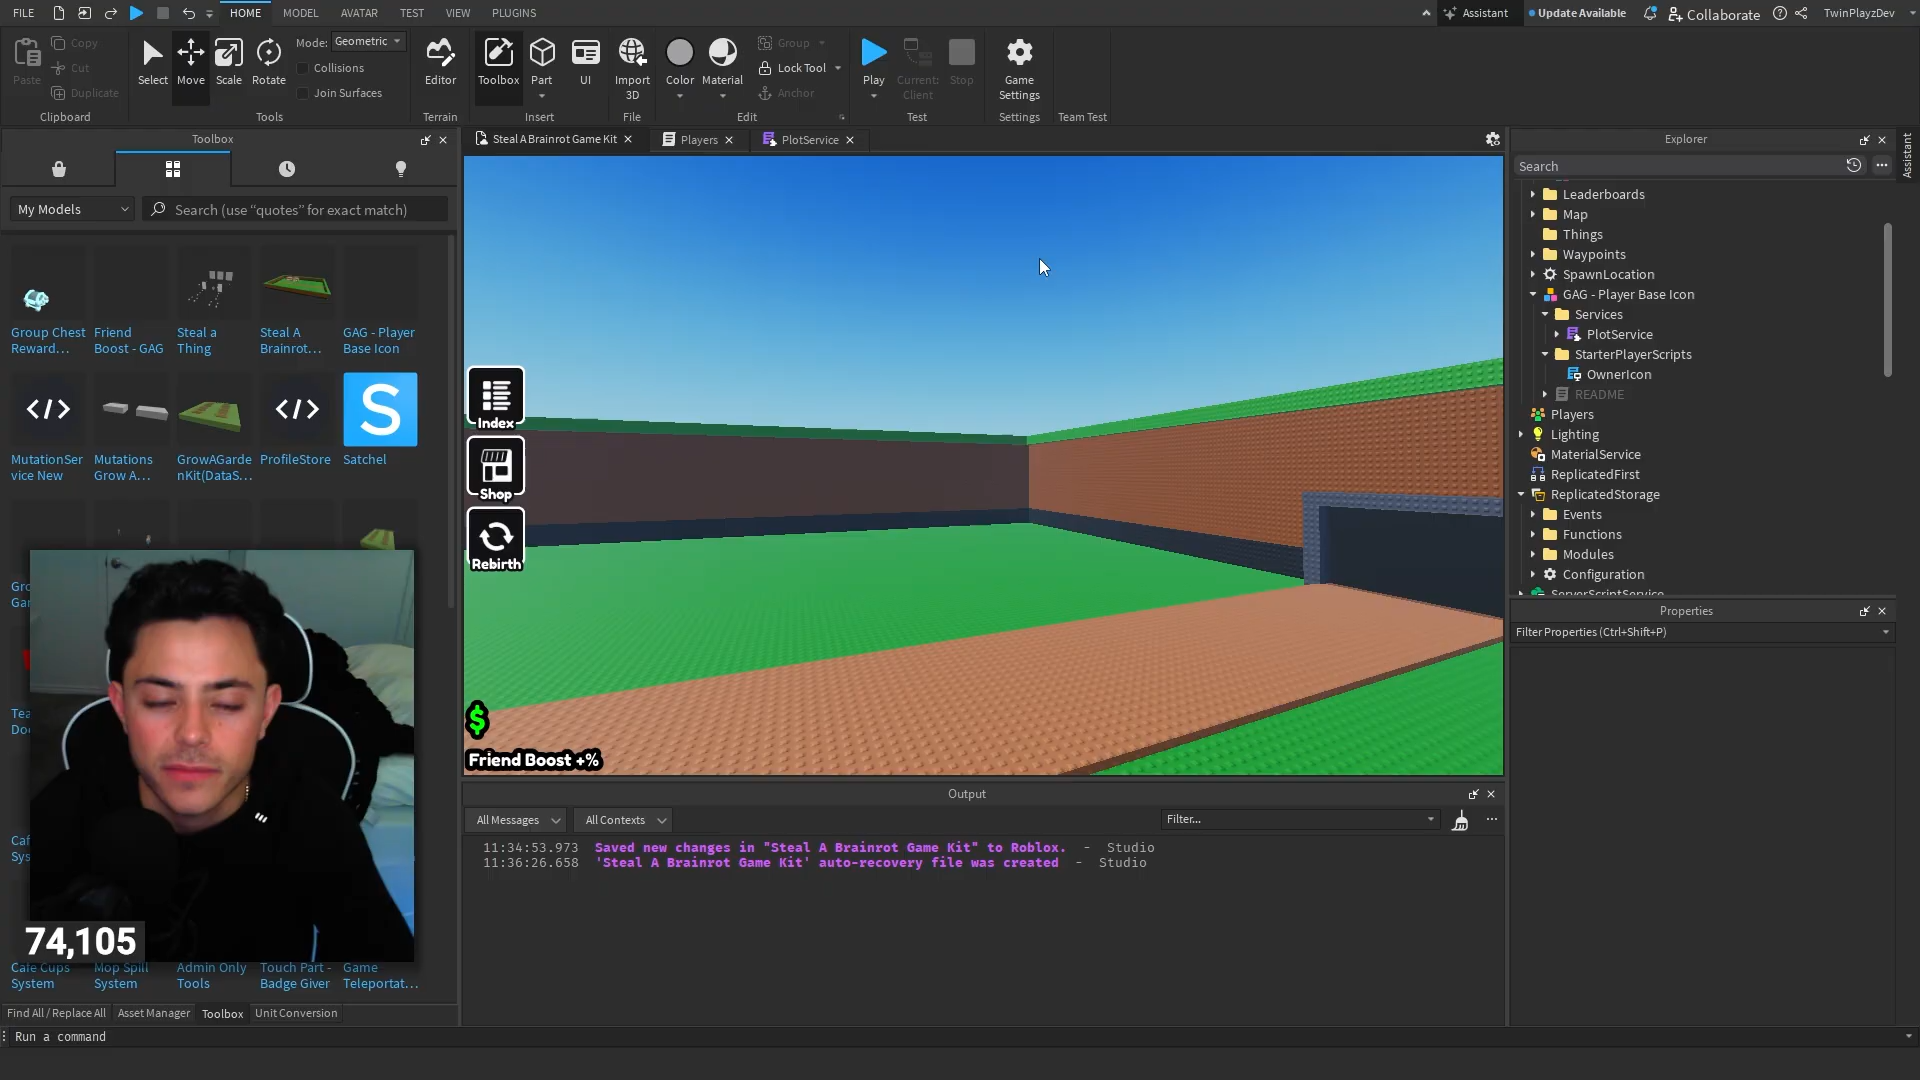 FILE
HOME
MODEL
AVATAR
TEST
VIEW
PLUGINS
Assistant
Update Available
Collaborate
TwinPlayzDev
Paste
Copy
Cut
Duplicate
Clipboard
Select
Move
Scale
Rotate
Mode: Geometric
Collisions
Join Surfaces
Tools
Editor
Terrain
Toolbox
Part
UI
Insert
Import
3D
File
Color
Material
Group
Lock Tool
Anchor
Edit
Play
Current:
Client
Stop
Test
Game
Settings
Settings
Team Test
Toolbox
My Models
Search (use “quotes” for exact match)
Group Chest
Reward...
Friend
Boost - GAG
Steal a
Thing
Steal A
Brainrot...
GAG - Player
Base Icon
MutationSer
vice New
Mutations
Grow A...
GrowAGarde
nKit(DataS...
ProfileStore
S
Satchel
74,105
Cafe Cups
System
Mop Spill
System
Admin Only
Tools
Touch Part -
Badge Giver
Game
Teleportat...
Find All / Replace All
Asset Manager
Toolbox
Unit Conversion
Run a command
Steal A Brainrot Game Kit
Players
PlotService
Index
Shop
Rebirth
$
Friend Boost +%
Output
All Messages
All Contexts
Filter...
11:34:53.973 Saved new changes in "Steal A Brainrot Game Kit" to Roblox. - Studio
11:36:26.658 'Steal A Brainrot Game Kit' auto-recovery file was created - Studio
Explorer
Assistant
Search
Leaderboards
Map
Things
Waypoints
SpawnLocation
GAG - Player Base Icon
Services
PlotService
StarterPlayerScripts
OwnerIcon
README
Players
Lighting
MaterialService
ReplicatedFirst
ReplicatedStorage
Events
Functions
Modules
Configuration
ServerScriptService
Properties
Filter Properties (Ctrl+Shift+P)